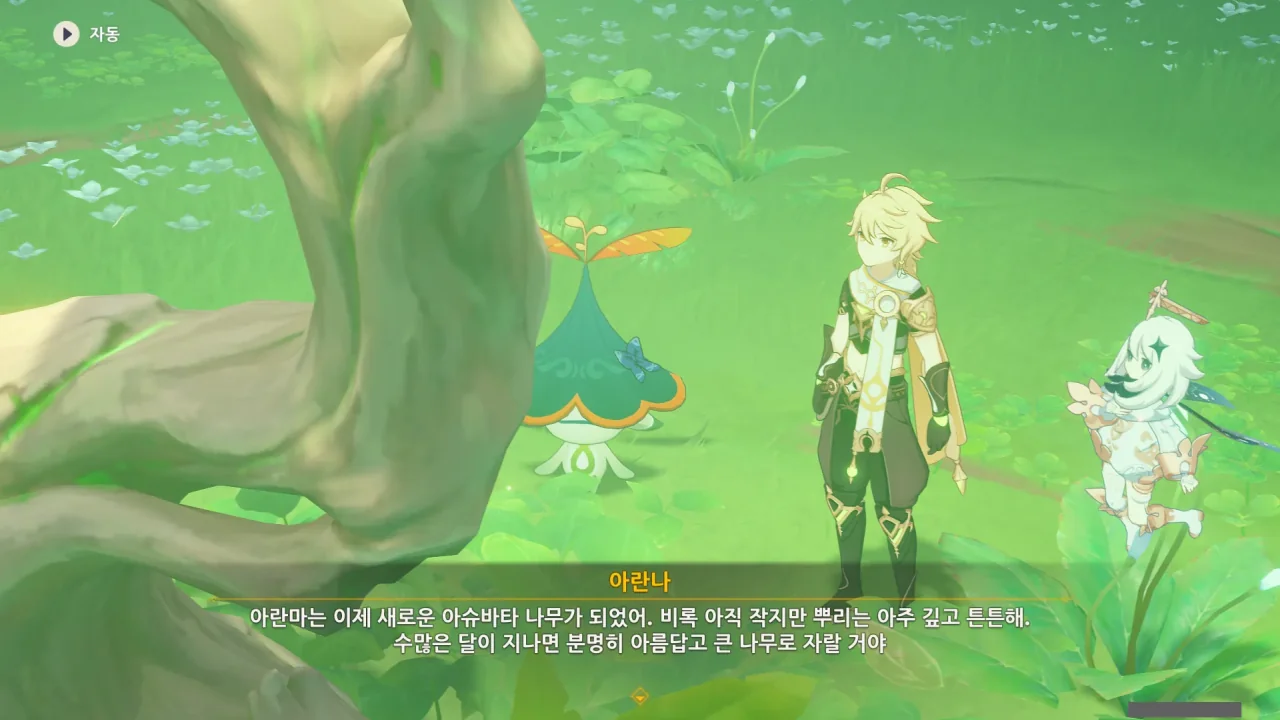 자동
아란나
아란마는 이제 새로운 아슈바타 나무가 되었어. 비록 아직 작지만 뿌리는 아주 깊고 튼튼해.
수많은 달이 지나면 분명히 아름답고 큰 나무로 자랄 거야